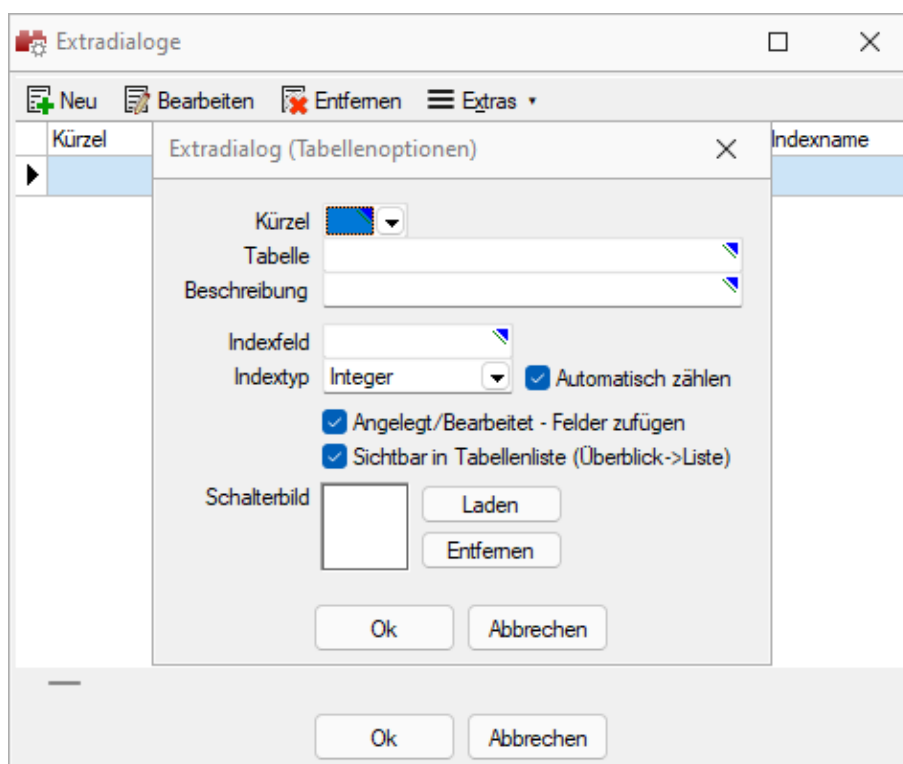 Extradialoge
Neu Bearbeiten Entfernen Extras
Kürzel Indexname
Extradialog (Tabellenoptionen)
Kürzel
Tabelle
Beschreibung
Indexfeld
Indextyp Integer Automatisch zählen
Angelegt/Bearbeitet - Felder zufügen
Sichtbar in Tabellenliste (Überblick->Liste)
Schalterbild Laden
Entfernen
Ok Abbrechen
Ok Abbrechen